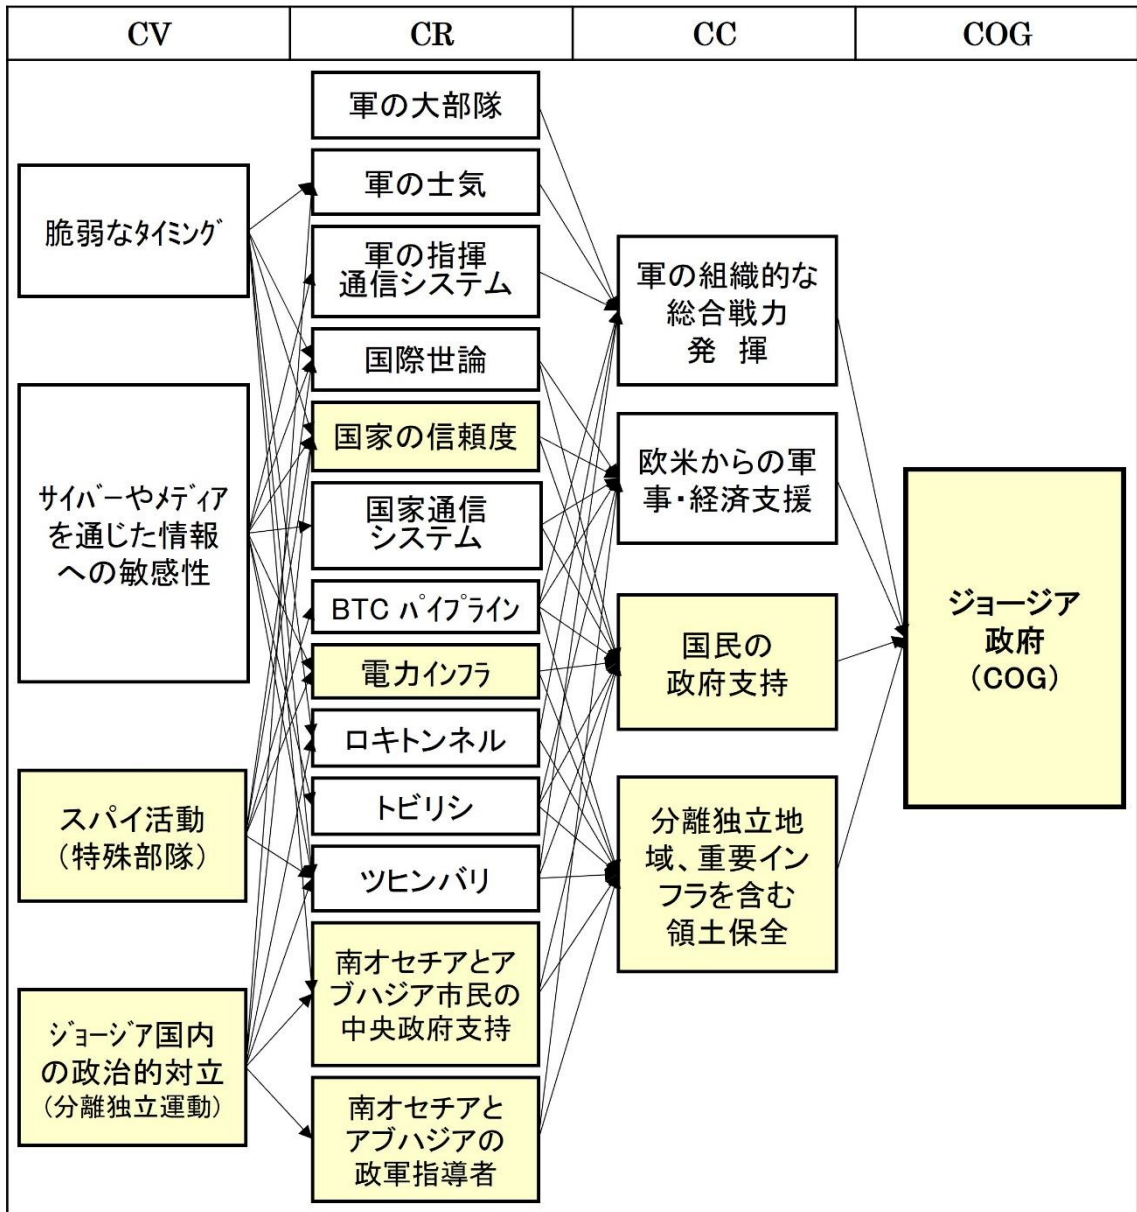 CV
CR
CC
COG
脆弱なﾀｲﾐﾝｸﾞ
サイバーやﾒﾃﾞｨｱ
を通じた情報
への敏感性
スパイ活動
（特殊部隊）
ｼﾞｮｰｼﾞｱ国内
の政治的対立
（分離独立運動）
軍の大部隊
軍の士気
軍の指揮
通信システム
国際世論
国家の信頼度
国家通信
システム
BTC ﾊﾟｲﾌﾟﾗｲﾝ
電力インフラ
ロキトンネル
トビリシ
ツヒンバリ
南オセチアとア
ブハジア市民の
中央政府支持
南オセチアと
アブハジアの
政軍指導者
軍の組織的な
総合戦力
発　揮
欧米からの軍
事・経済支援
国民の
政府支持
分離独立地
域、重要イン
フラを含む
領土保全
ジョージア
政府
（COG）